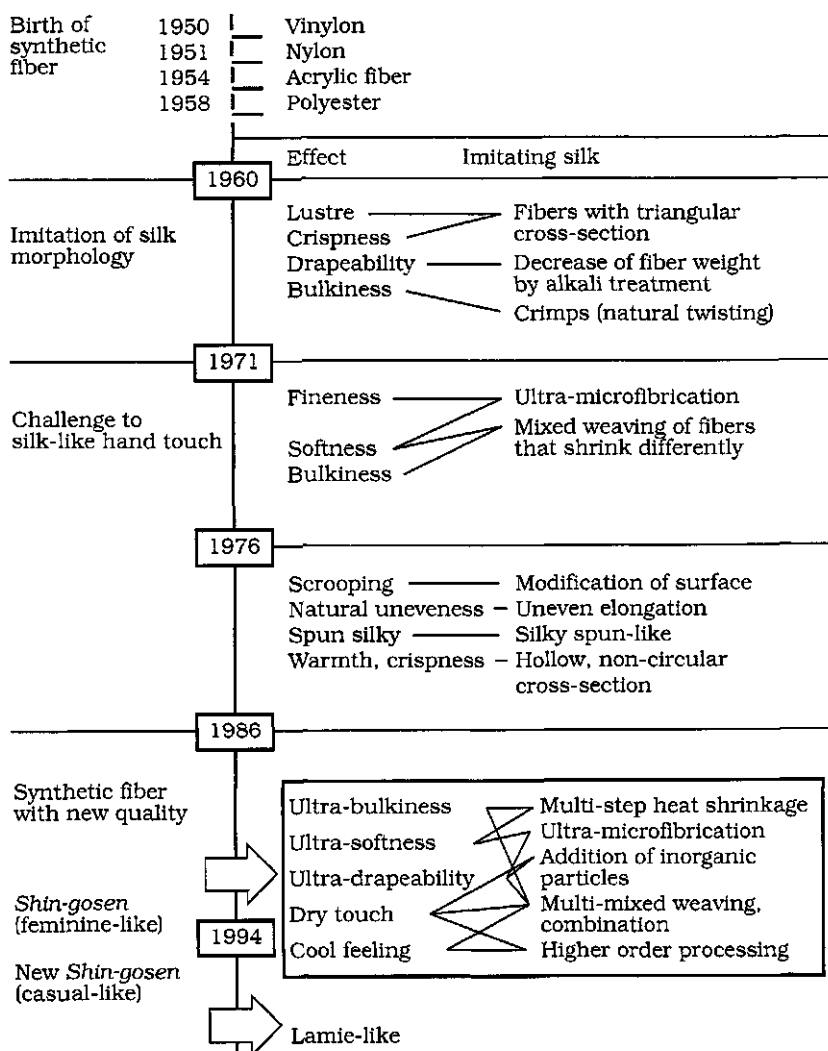 Birth of
synthetic
fiber
1950 Vinylon
1951 Nylon
1954 Acrylic fiber
1958 Polyester
Effect Imitating silk
1960
Imitation of silk
morphology
Lustre
Crispness
Drapeability
Bulkiness
Fibers with triangular
cross-section
Decrease of fiber weight
by alkali treatment
Crimps (natural twisting)
1971
Challenge to
silk-like hand touch
Fineness
Softness
Bulkiness
Ultra-microfibrication
Mixed weaving of fibers
that shrink differently
1976
Scrooping – Modification of surface
Natural uneveness – Uneven elongation
Spun silky – Silky spun-like
Warmth, crispness – Hollow, non-circular
cross-section
1986
Synthetic fiber
with new quality
Shin-gosen
(feminine-like)
1994
New Shin-gosen
(casual-like)
Ultra-bulkiness
Ultra-softness
Ultra-drapeability
Dry touch
Cool feeling
Multi-step heat shrinkage
Ultra-microfibrication
Addition of inorganic
particles
Multi-mixed weaving,
combination
Higher order processing
Lamie-like